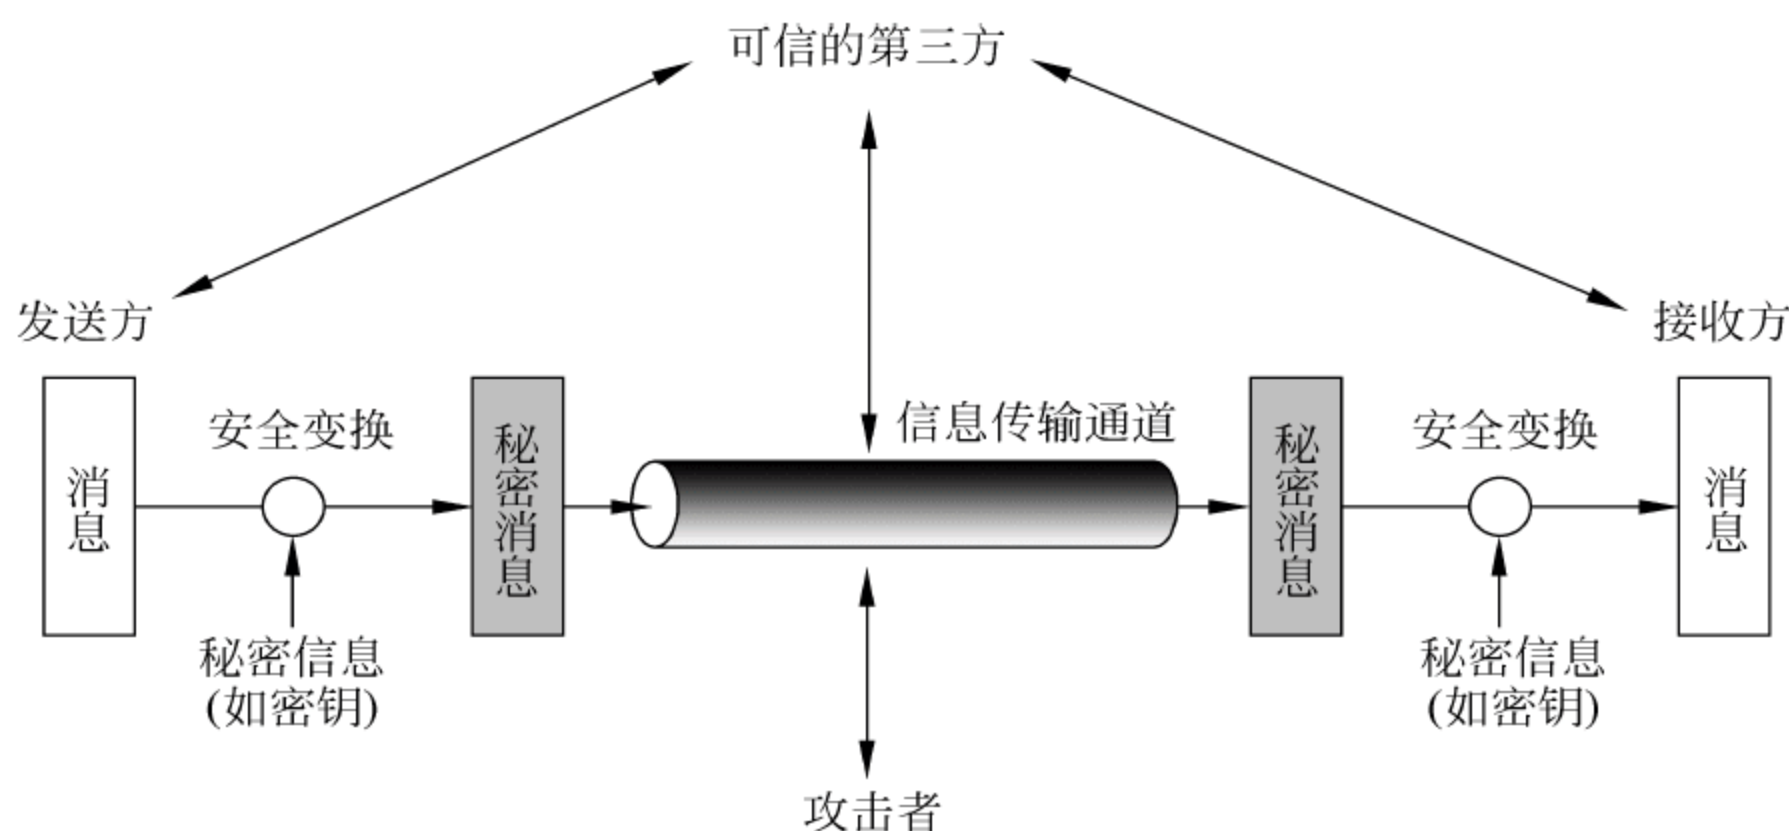 可信的第三方
发送方
接收方
消息
安全变换
秘密消息
信息传输通道
秘密消息
安全变换
消息
秘密信息
(如密钥)
秘密信息
(如密钥)
攻击者